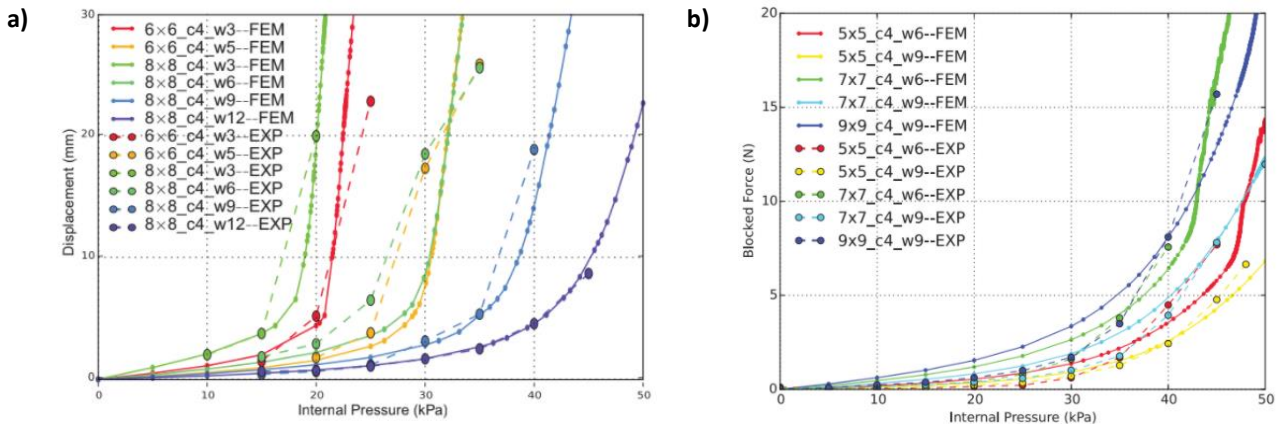 a)
30
20
10
0
Displacement (mm)
6×6_c4_w3--FEM
6×6_c4_w5--FEM
8×8_c4_w3--FEM
8×8_c4_w6--FEM
8×8_c4_w9--FEM
8×8_c4_w12--FEM
6×6_c4_w3--EXP
6×6_c4_w5--EXP
8×8_c4_w3--EXP
8×8_c4_w6--EXP
8×8_c4_w9--EXP
8×8_c4_w12--EXP
0 10 20 30 40 50
Internal Pressure (kPa)
b)
20
15
10
5
0
Blocked Force (N)
5x5_c4_w6--FEM
5x5_c4_w9--FEM
7x7_c4_w6--FEM
7x7_c4_w9--FEM
9x9_c4_w9--FEM
5x5_c4_w6--EXP
5x5_c4_w9--EXP
7x7_c4_w6--EXP
7x7_c4_w9--EXP
9x9_c4_w9--EXP
0 10 20 30 40 50
Internal Pressure (kPa)